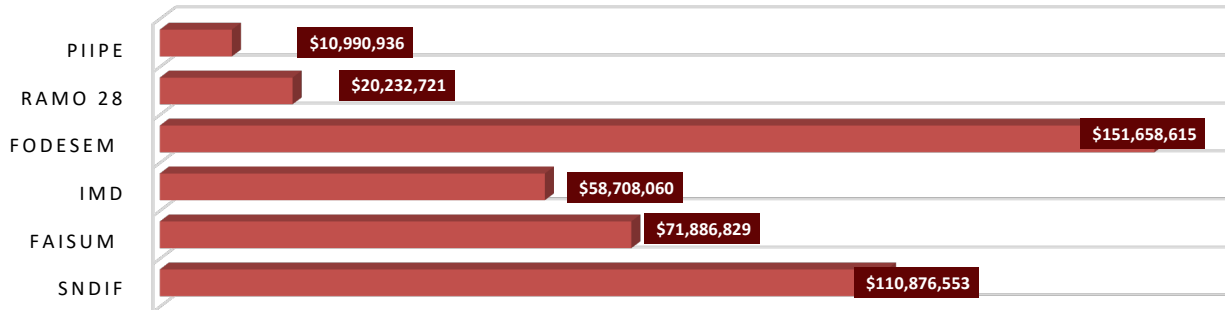 PIIPE $10,990,936
RAMO 28 $20,232,721
FODESEM $151,658,615
IMD $58,708,060
FAISUM $71,886,829
SNDIF $110,876,553